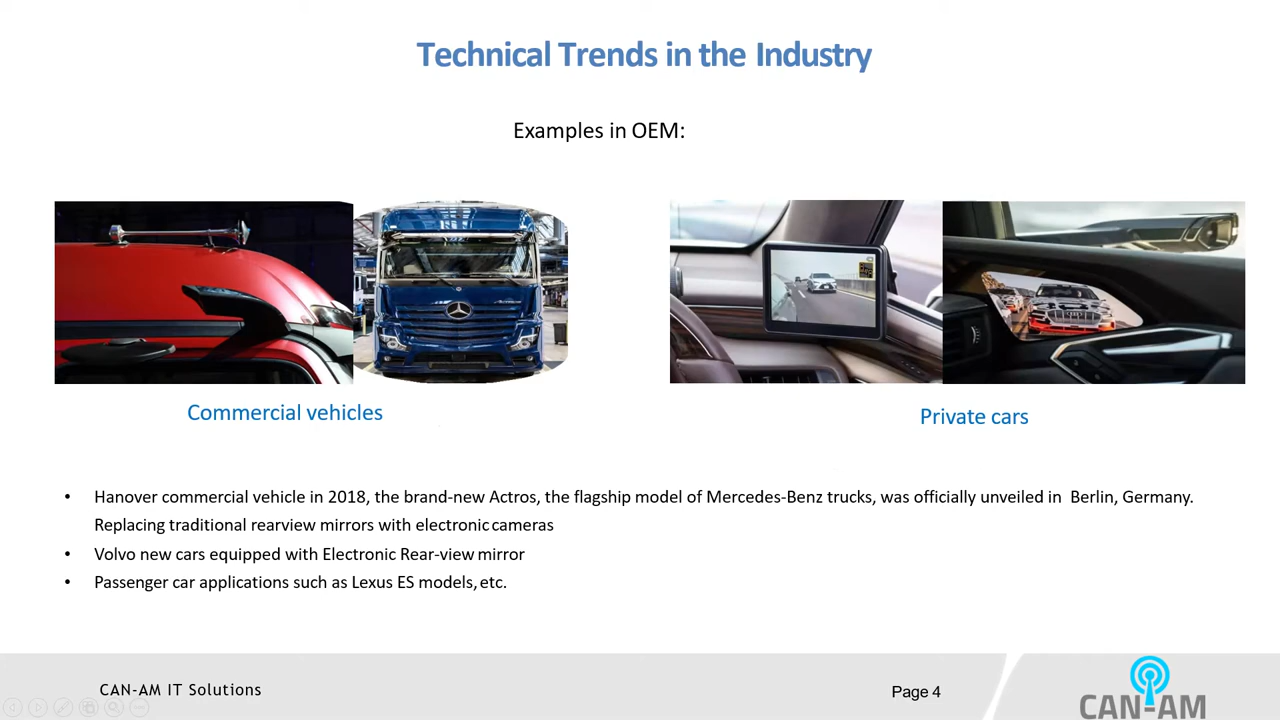 Technical Trends in the Industry
Examples in OEM:
Commercial vehicles
Private cars
• Hanover commercial vehicle in 2018, the brand-new Actros, the flagship model of Mercedes-Benz trucks, was officially unveiled in Berlin, Germany.
Replacing traditional rearview mirrors with electronic cameras
• Volvo new cars equipped with Electronic Rear-view mirror
• Passenger car applications such as Lexus ES models, etc.
CAN-AM IT Solutions
Page 4
CAN-AM